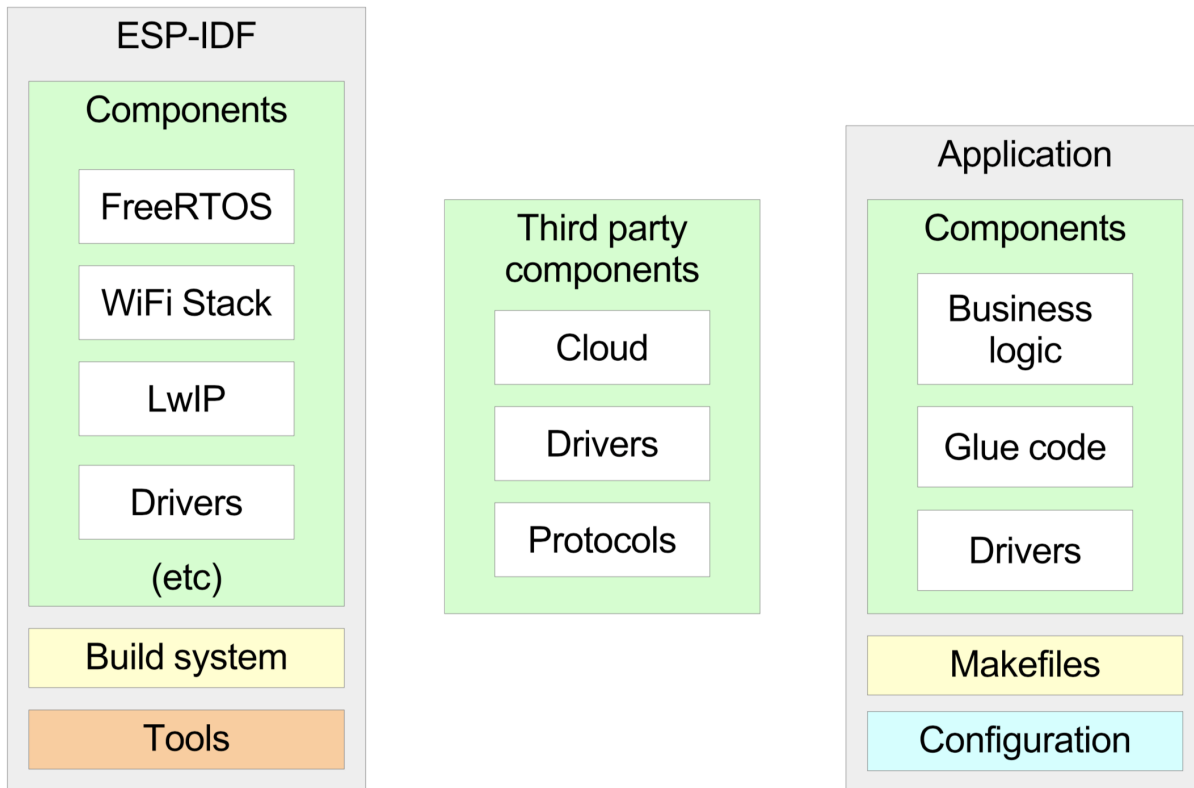 ESP-IDF
Components
FreeRTOS
WiFi Stack
LwIP
Drivers
(etc)
Build system
Tools
Third party
components
Cloud
Drivers
Protocols
Application
Components
Business
logic
Glue code
Drivers
Makefiles
Configuration